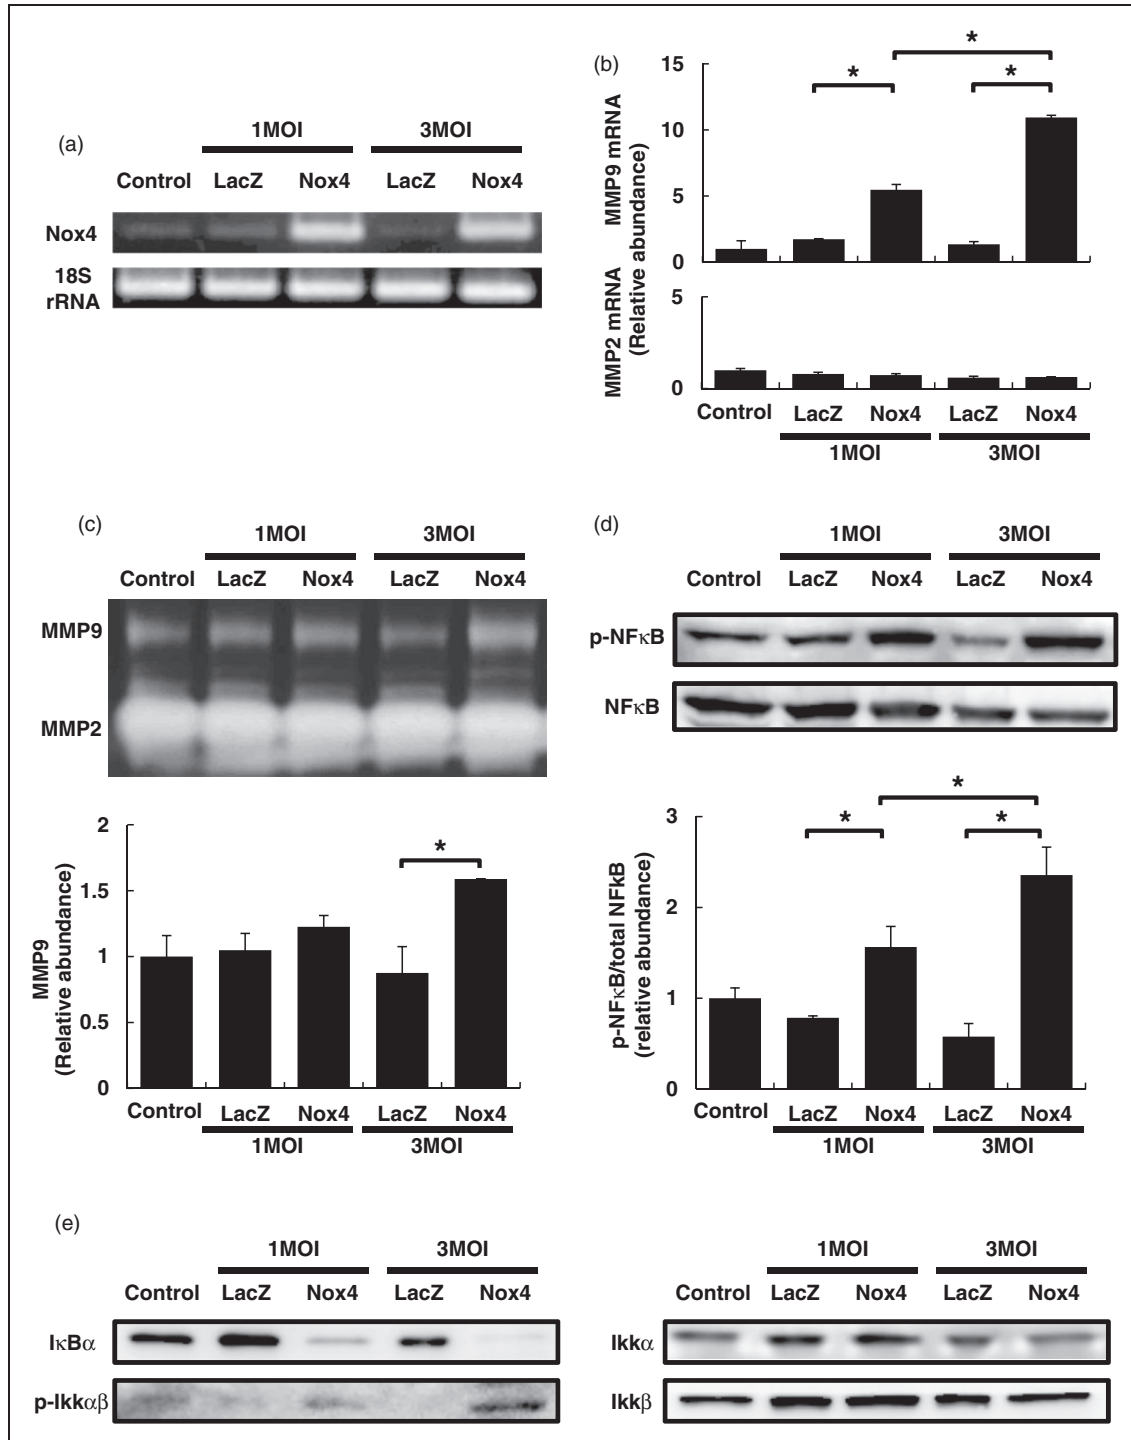 (a)
1MOI 3MOI
Control LacZ Nox4 LacZ Nox4
Nox4
18S
rRNA
(b)
MMP9 mRNA
(Relative abundance)
MMP2 mRNA
15
10
5
0
5
0
* * *
Control LacZ Nox4 LacZ Nox4
1MOI 3MOI
(c)
1MOI 3MOI
Control LacZ Nox4 LacZ Nox4
MMP9
MMP2
MMP9
(Relative abundance)
2
1.5
1
0.5
0
*
Control LacZ Nox4 LacZ Nox4
1MOI 3MOI
(d)
1MOI 3MOI
Control LacZ Nox4 LacZ Nox4
p-NFκB
NFκB
p-NFκB/total NFkB
(relative abundance)
3
2
1
0
* * *
Control LacZ Nox4 LacZ Nox4
1MOI 3MOI
(e)
1MOI 3MOI
Control LacZ Nox4 LacZ Nox4
IκBα
p-Ikkαβ
1MOI 3MOI
Control LacZ Nox4 LacZ Nox4
Ikkα
Ikkβ